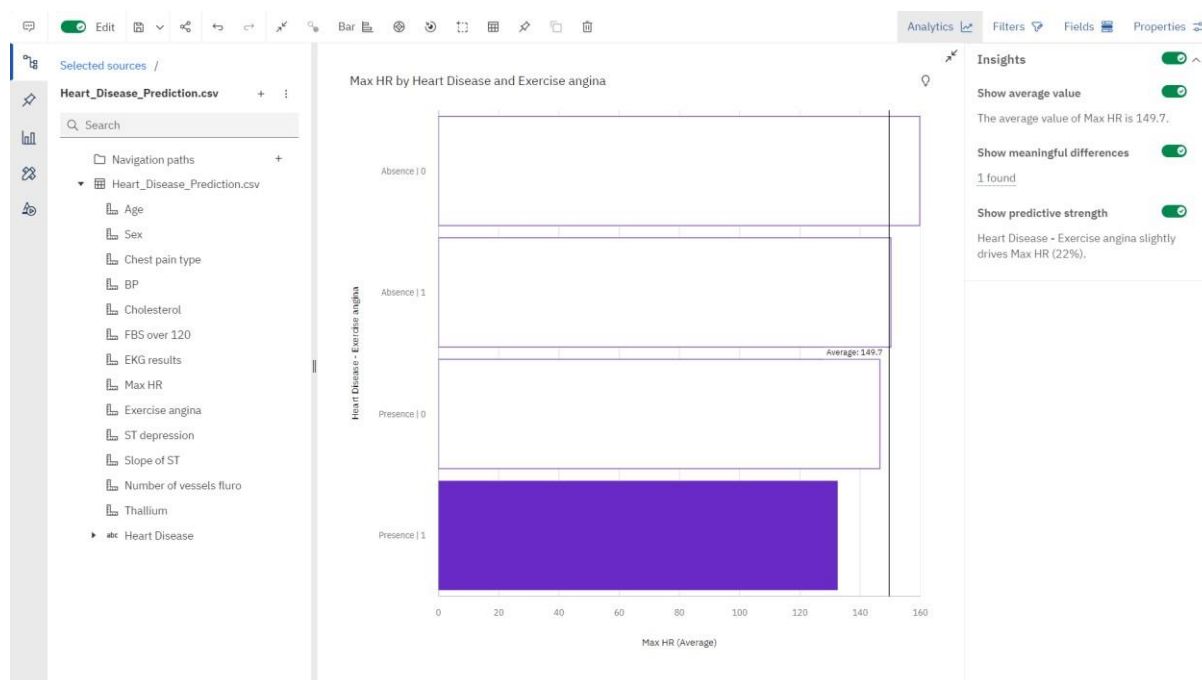 Edit
Bar
Analytics
Filters
Fields
Properties
Selected sources /
Heart_Disease_Prediction.csv
Search
Navigation paths
Heart_Disease_Prediction.csv
Age
Sex
Chest pain type
BP
Cholesterol
FBS over 120
EKG results
Max HR
Exercise angina
ST depression
Slope of ST
Number of vessels fluro
Thallium
abc Heart Disease
Max HR by Heart Disease and Exercise angina
Heart Disease - Exercise angina
Absence | 0
Absence | 1
Average: 149.7
Presence | 0
Presence | 1
0 20 40 60 80 100 120 140 160
Max HR (Average)
Insights
Show average value
The average value of Max HR is 149.7.
Show meaningful differences
1 found
Show predictive strength
Heart Disease - Exercise angina slightly
drives Max HR (22%).